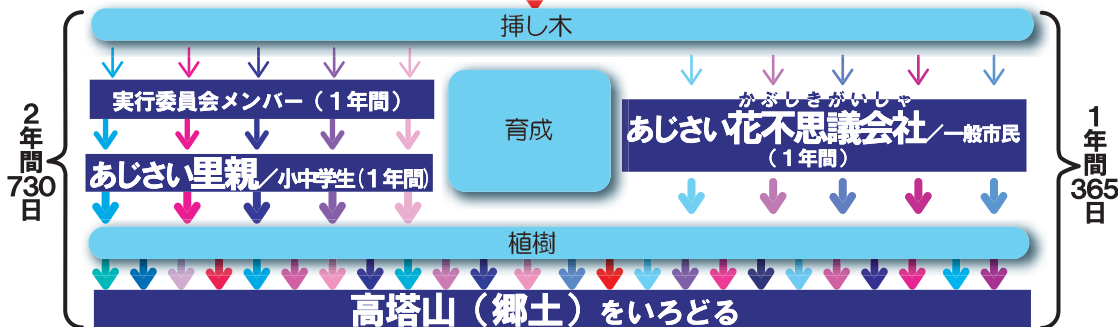 挿し木
2年間730日
実行委員会メンバー（1年間）
あじさい里親／小中学生（1年間）
育成
かぶしきがいしゃ
あじさい花不思議会社／一般市民
（1年間）
1年間365日
植樹
高塔山（郷土）をいろどる